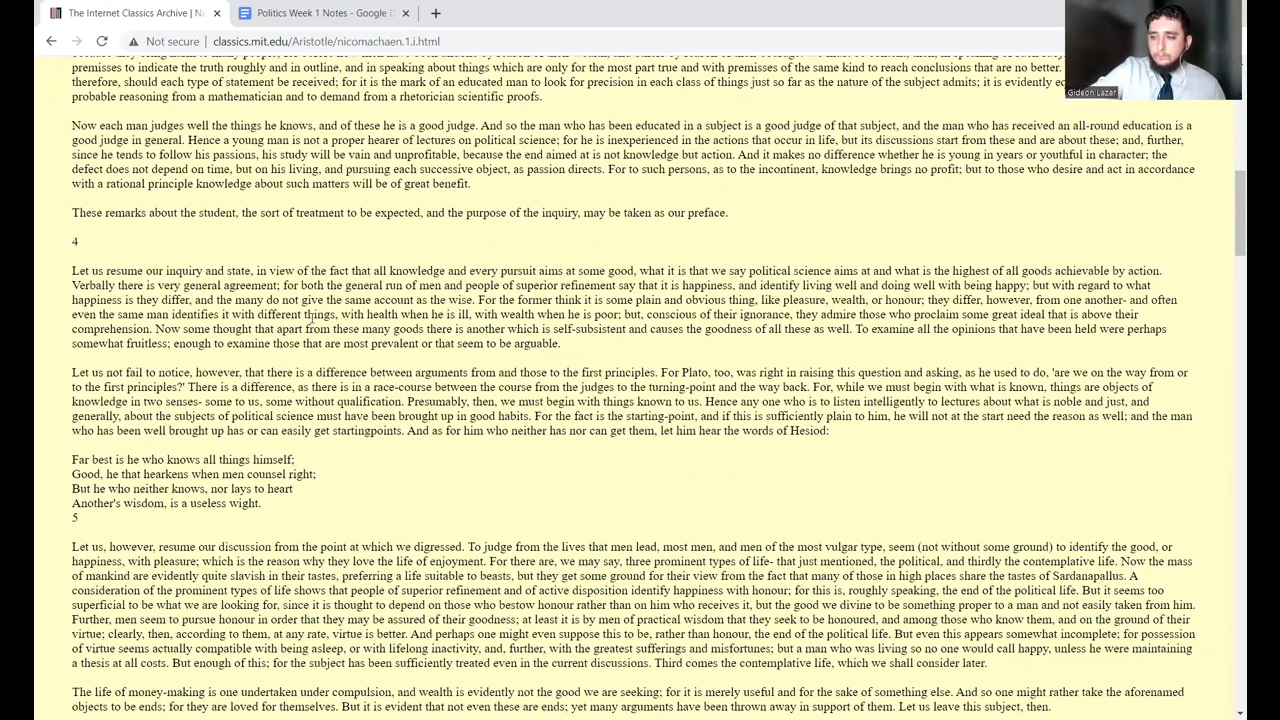 The Internet Classics Archive | Ni
Politics Week 1 Notes - Google D
Not secure
classics.mit.edu/Aristotle/nicomachaen.1.i.html
Gideon Lazar
premises to indicate the truth roughly and in outline, and in speaking about things which are only for the most part true and with premises of the same kind to reach conclusions that are no better.
therefore, should each type of statement be received; for it is the mark of an educated man to look for precision in each class of things just so far as the nature of the subject admits; it is evidently
probable reasoning from a mathematician and to demand from a rhetorician scientific proofs.
Now each man judges well the things he knows, and of these he is a good judge. And so the man who has been educated in a subject is a good judge of that subject, and the man who has received an all-round education is a
good judge in general. Hence a young man is not a proper hearer of lectures on political science; for he is inexperienced in the actions that occur in life, but its discussions start from these and are about these; and, further,
since he tends to follow his passions, his study will be vain and unprofitable, because the end aimed at is not knowledge but action. And it makes no difference whether he is young in years or youthful in character; the
defect does not depend on time, but on his living, and pursuing each successive object, as passion directs. For to such persons, as to the incontinent, knowledge brings no profit; but to those who desire and act in accordance
with a rational principle knowledge about such matters will be of great benefit.
These remarks about the student, the sort of treatment to be expected, and the purpose of the inquiry, may be taken as our preface.
4
Let us resume our inquiry and state, in view of the fact that all knowledge and every pursuit aims at some good, what it is that we say political science aims at and what is the highest of all goods achievable by action.
Verbally there is very general agreement; for both the general run of men and people of superior refinement say that it is happiness, and identify living well and doing well with being happy; but with regard to what
happiness is they differ, and the many do not give the same account as the wise. For the former think it is some plain and obvious thing, like pleasure, wealth, or honour; they differ, however, from one another- and often
even the same man identifies it with different things, with health when he is ill, with wealth when he is poor; but, conscious of their ignorance, they admire those who proclaim some great ideal that is above their
comprehension. Now some thought that apart from these many goods there is another which is self-subsistent and causes the goodness of all these as well. To examine all the opinions that have been held were perhaps
somewhat fruitless; enough to examine those that are most prevalent or that seem to be arguable.
Let us not fail to notice, however, that there is a difference between arguments from and those to the first principles. For Plato, too, was right in raising this question and asking, as he used to do, 'are we on the way from or
to the first principles?' There is a difference, as there is in a race-course between the course from the judges to the turning-point and the way back. For, while we must begin with what is known, things are objects of
knowledge in two senses- some to us, some without qualification. Presumably, then, we must begin with things known to us. Hence any one who is to listen intelligently to lectures about what is noble and just, and
generally, about the subjects of political science must have been brought up in good habits. For the fact is the starting-point, and if this is sufficiently plain to him, he will not at the start need the reason as well; and the man
who has been well brought up has or can easily get startingpoints. And as for him who neither has nor can get them, let him hear the words of Hesiod:
Far best is he who knows all things himself;
Good, he that hearkens when men counsel right;
But he who neither knows, nor lays to heart
Another's wisdom, is a useless wight.
5
Let us, however, resume our discussion from the point at which we digressed. To judge from the lives that men lead, most men, and men of the most vulgar type, seem (not without some ground) to identify the good, or
happiness, with pleasure; which is the reason why they love the life of enjoyment. For there are, we may say, three prominent types of life- that just mentioned, the political, and thirdly the contemplative life. Now the mass
of mankind are evidently quite slavish in their tastes, preferring a life suitable to beasts, but they get some ground for their view from the fact that many of those in high places share the tastes of Sardanapallus. A
consideration of the prominent types of life shows that people of superior refinement and of active disposition identify happiness with honour; for this is, roughly speaking, the end of the political life. But it seems too
superficial to be what we are looking for, since it is thought to depend on those who bestow honour rather than on him who receives it, but the good we divine to be something proper to a man and not easily taken from him.
Further, men seem to pursue honour in order that they may be assured of their goodness; at least it is by men of practical wisdom that they seek to be honoured, and among those who know them, and on the ground of their
virtue; clearly, then, according to them, at any rate, virtue is better. And perhaps one might even suppose this to be, rather than honour, the end of the political life. But even this appears somewhat incomplete; for possession
of virtue seems actually compatible with being asleep, or with lifelong inactivity, and, further, with the greatest sufferings and misfortunes; but a man who was living so no one would call happy, unless he were maintaining
a thesis at all costs. But enough of this; for the subject has been sufficiently treated even in the current discussions. Third comes the contemplative life, which we shall consider later.
The life of money-making is one undertaken under compulsion, and wealth is evidently not the good we are seeking; for it is merely useful and for the sake of something else. And so one might rather take the aforenamed
objects to be ends; for they are loved for themselves. But it is evident that not even these are ends; yet many arguments have been thrown away in support of them. Let us leave this subject, then.